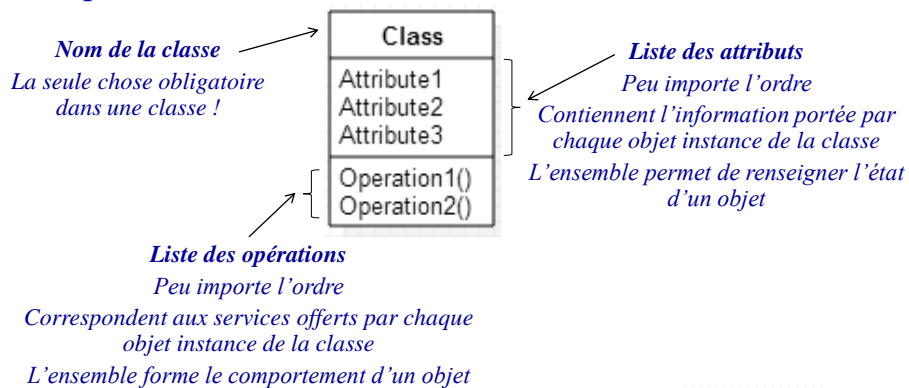 Nom de la classe
La seule chose obligatoire
dans une classe !
Class
Attribute1
Attribute2
Attribute3
Operation1()
Operation2()
Liste des attributs
Peu importe l'ordre
Contiennent l'information portée par
chaque objet instance de la classe
L'ensemble permet de renseigner l'état
d'un objet
Liste des opérations
Peu importe l'ordre
Correspondent aux services offerts par chaque
objet instance de la classe
L'ensemble forme le comportement d'un objet